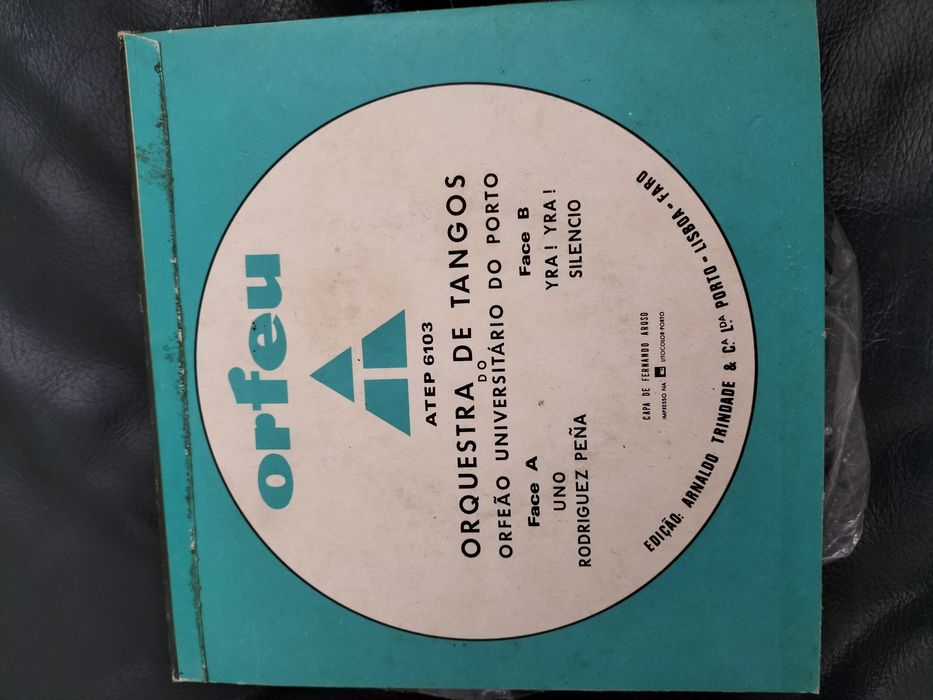 orfeu
ATEP 6103
ORQUESTRA DE TANGOS
DO
ORFEÃO UNIVERSITÁRIO DO PORTO
Face A
UNO
RODRIGUEZ PEÑA
Face B
YRA! YRA!
SILENCIO
CAPA DE FERNANDO AROSO
IMPRESSO NA LITOCOLOR-PORTO
EDIÇÃO: ARNALDO TRINDADE & Cᴬ Lᴰᴬ PORTO - LISBOA - FARO